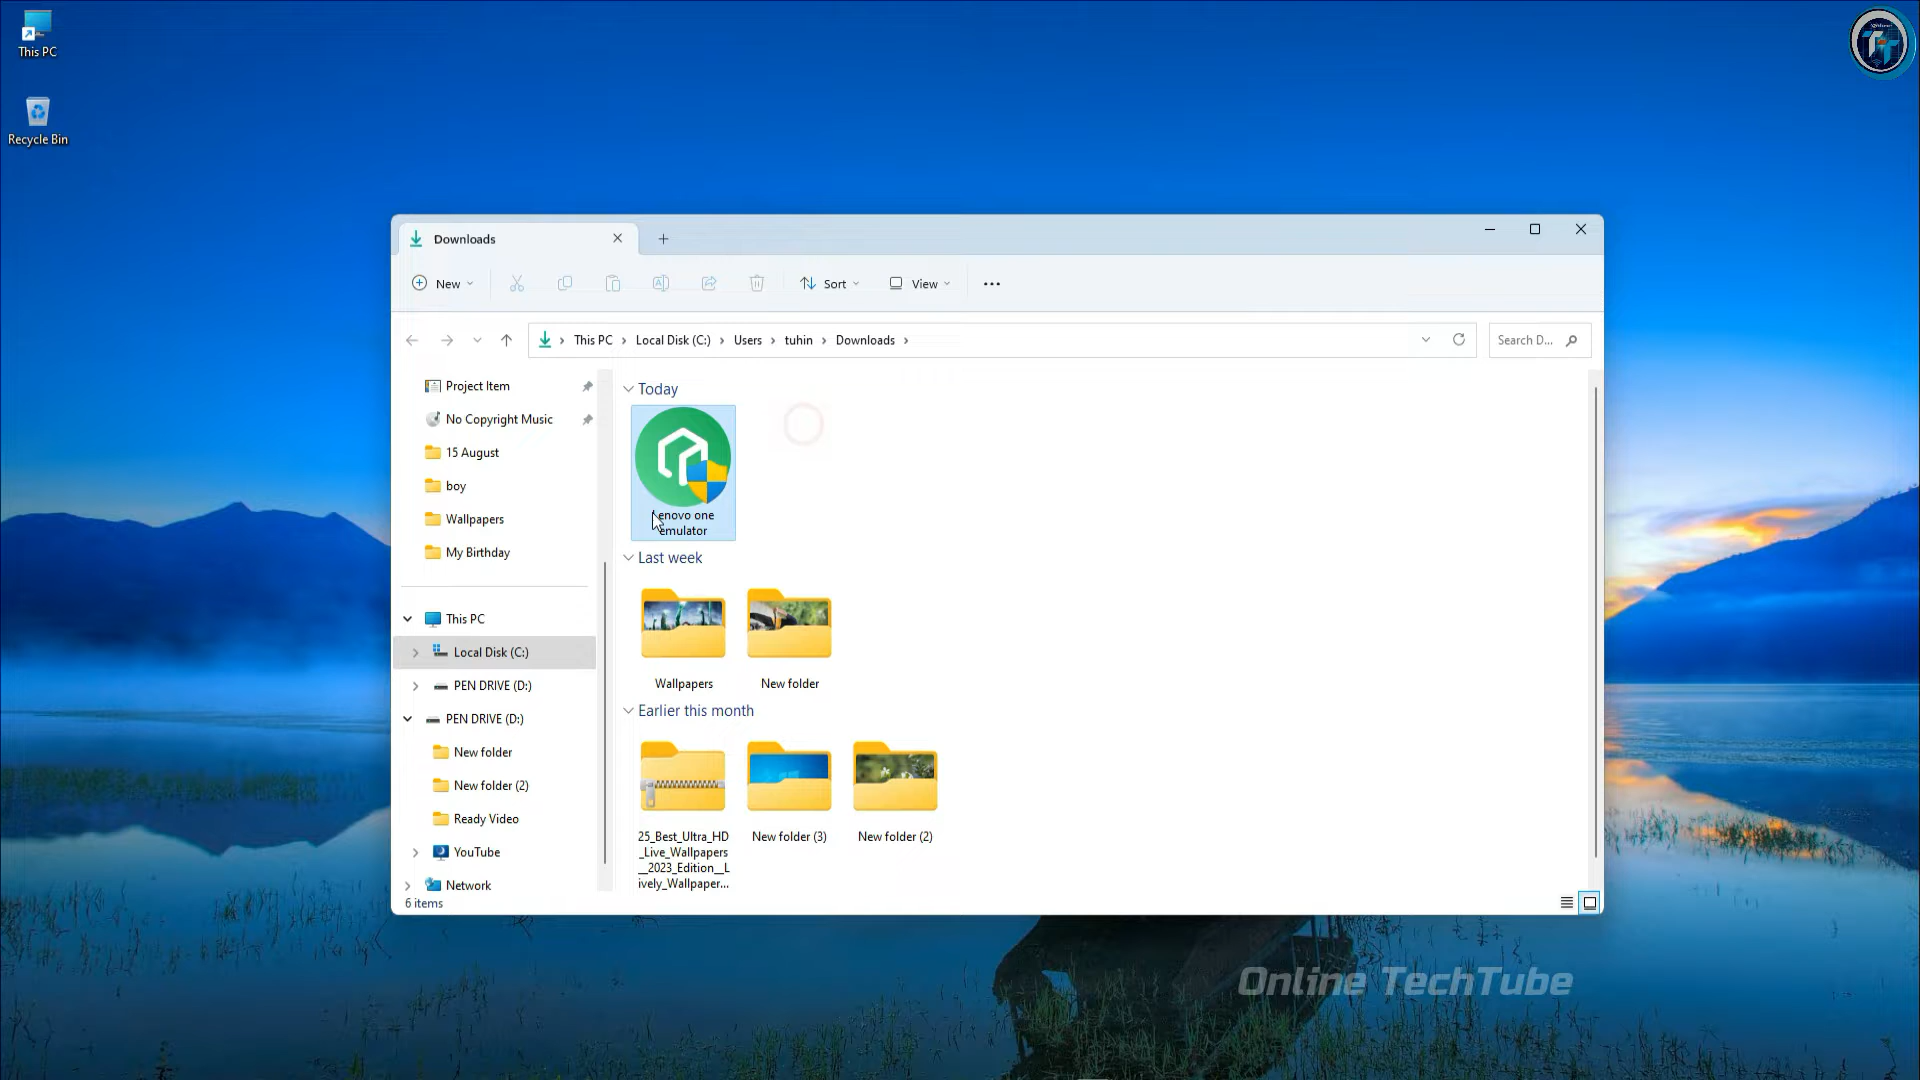 This PC
Recycle Bin
Downloads
New
Sort
View
This PC
Local Disk (C:)
Users
tuhin
Downloads
Search D...
Project Item
No Copyright Music
15 August
boy
Wallpapers
My Birthday
This PC
Local Disk (C:)
PEN DRIVE (D:)
PEN DRIVE (D:)
New folder
New folder (2)
Ready Video
YouTube
Network
6 items
Today
Lenovo one
emulator
Last week
Wallpapers
New folder
Earlier this month
25_Best_Ultra_HD
_Live_Wallpapers
__2023_Edition__L
ively_Wallpaper...
New folder (3)
New folder (2)
Online TechTube